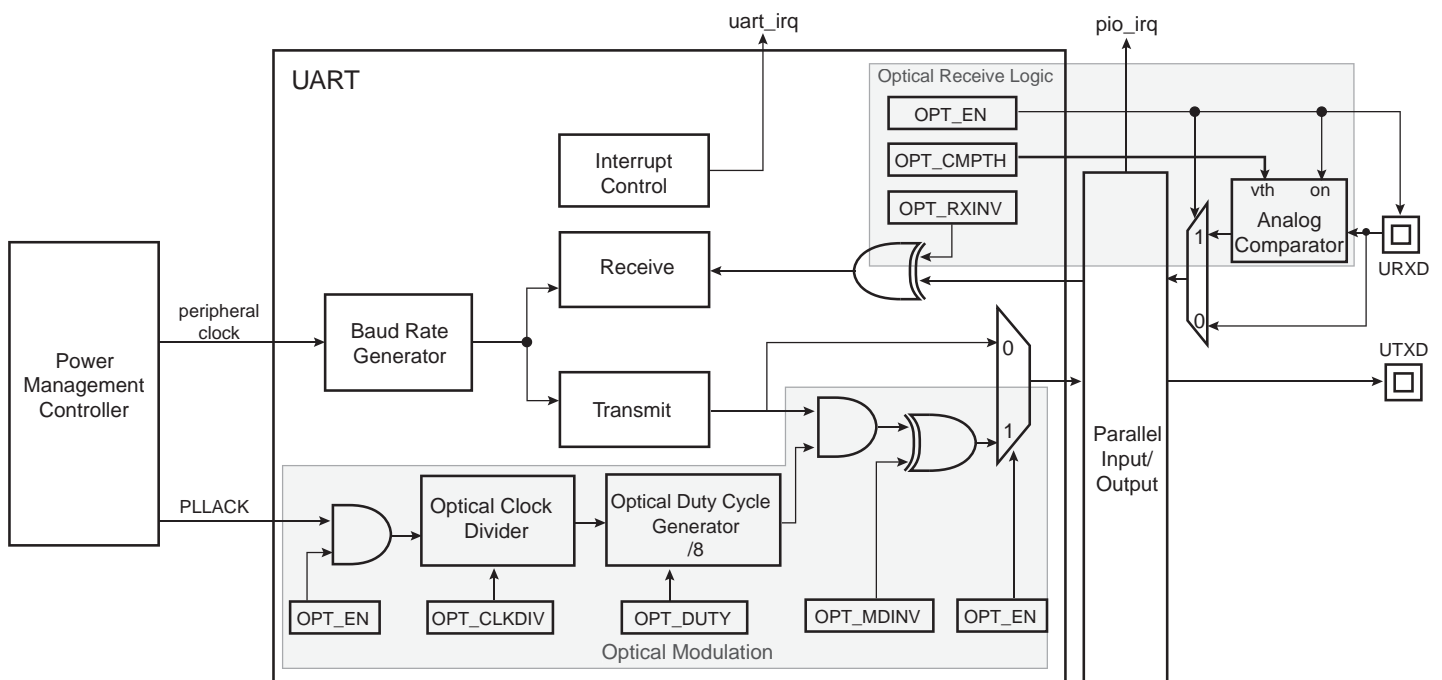 uart_irq
pio_irq
UART
Optical Receive Logic
OPT_EN
OPT_CMPTH
OPT_RXINV
Interrupt
Control
vth
on
Analog
Comparator
1
0
URXD
Receive
peripheral
clock
Baud Rate
Generator
Power
Management
Controller
0
1
UTXD
Transmit
Parallel
Input/
Output
PLLACK
Optical Clock
Divider
Optical Duty Cycle
Generator
/8
OPT_EN
OPT_CLKDIV
OPT_DUTY
OPT_MDINV
OPT_EN
Optical Modulation